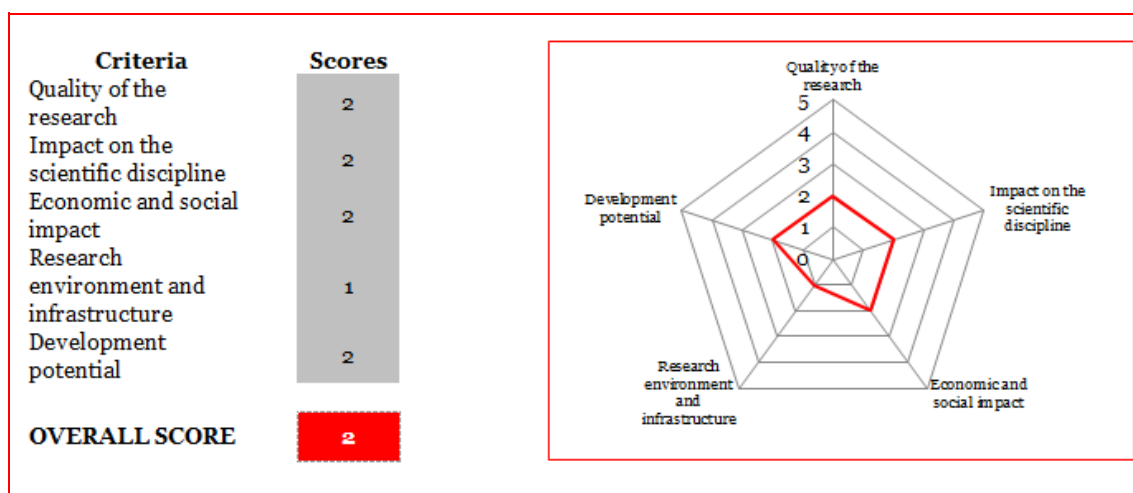 Criteria Scores
Quality of the
research 2
Impact on the
scientific discipline 2
Economic and social
impact 2
Research
environment and
infrastructure 1
Development
potential 2
OVERALL SCORE 2
Quality of the
research
5
4
3
2
1
0
Impact on the
scientific
discipline
Economic and
social impact
Research
environment
and
infrastructure
Development
potential